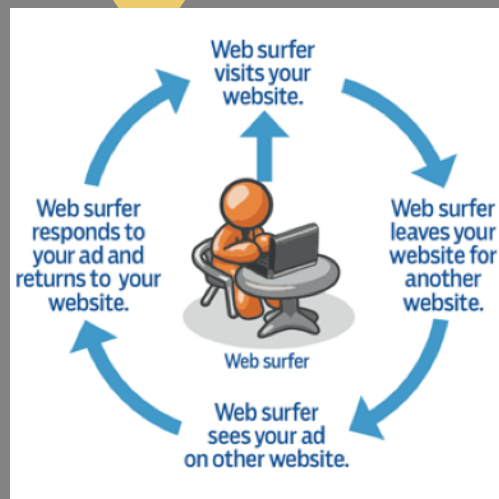 Web surfer
visits your
website.
Web surfer
leaves your
website for
another
website.
Web surfer
sees your ad
on other website.
Web surfer
responds to
your ad and
returns to your
website.
Web surfer